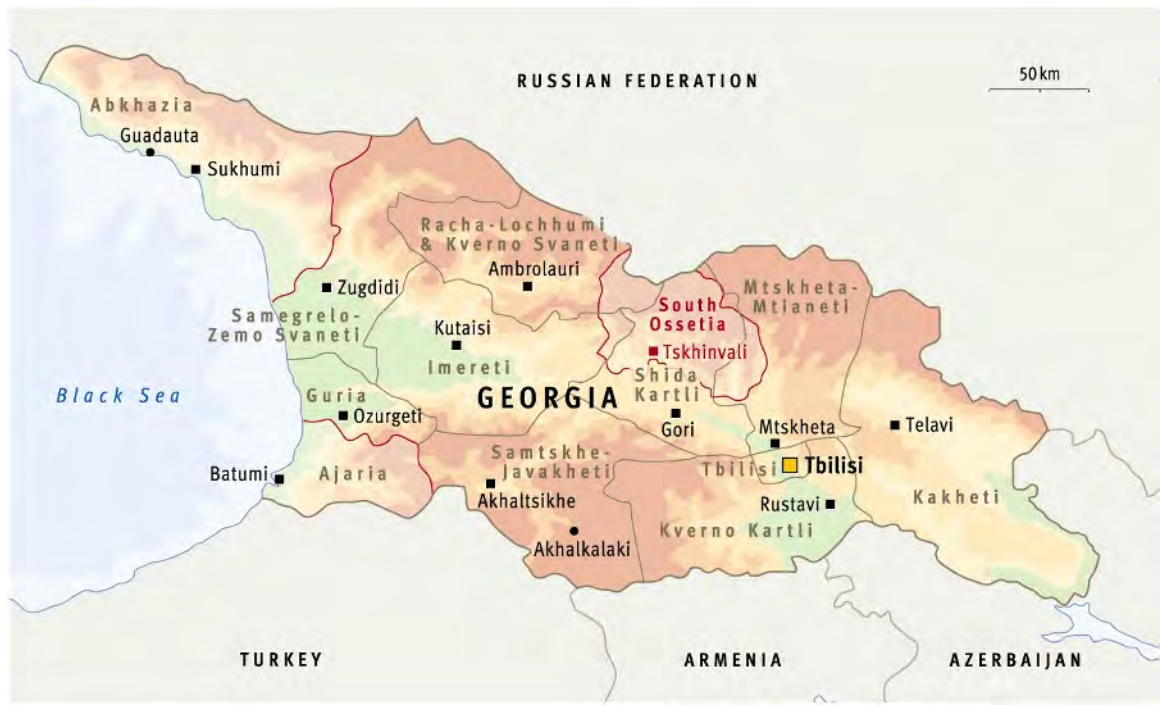 RUSSIAN FEDERATION
50 km
Abkhazia
Guadauta
Sukhumi
Racha-Lochhumi
& Kverno Svaneti
Ambrolauri
Zugdidi
Samegrelo-
Zemo Svaneti
Kutaisi
Imereti
South
Ossetia
Tskhinvali
Mtskheta-
Mtianeti
Shida
Kartli
Black Sea
Guria
Ozurgeti
GEORGIA
Gori
Mtskheta
Telavi
Batumi
Ajaria
Samtskhe-
Javakheti
Akhaltsikhe
Akhalkalaki
Tbilisi
Tbilisi
Rustavi
Kverno Kartli
Kakheti
TURKEY
ARMENIA
AZERBAIJAN